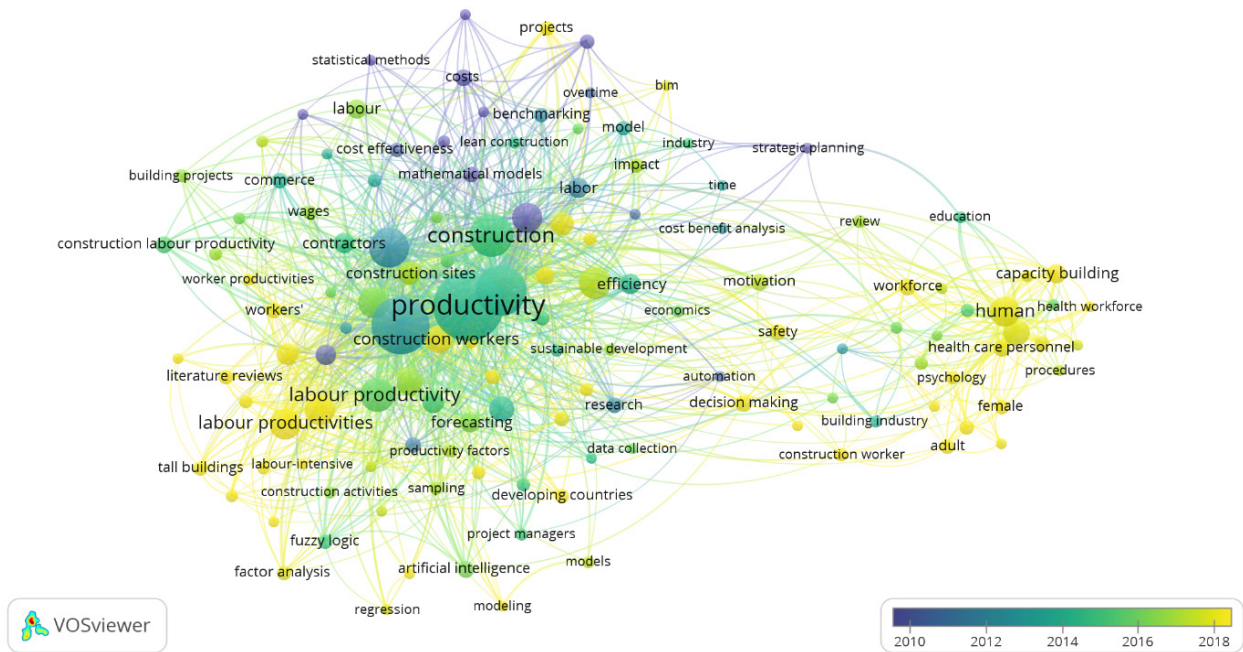 projects
statistical methods
costs
bim
overtime
labour
benchmarking
model
cost effectiveness
lean construction
industry
strategic planning
impact
building projects
commerce
mathematical models
labor
time
wages
review
education
construction labour productivity
contractors
construction
cost benefit analysis
construction sites
worker productivities
efficiency
motivation
workforce
capacity building
workers'
productivity
economics
human
health workforce
safety
construction workers
sustainable development
health care personnel
procedures
literature reviews
automation
psychology
labour productivity
research
decision making
female
labour productivities
forecasting
building industry
productivity factors
data collection
adult
construction worker
tall buildings
labour-intensive
construction activities
sampling
developing countries
fuzzy logic
project managers
factor analysis
artificial intelligence
models
regression
modeling
VOSviewer
2010 2012 2014 2016 2018